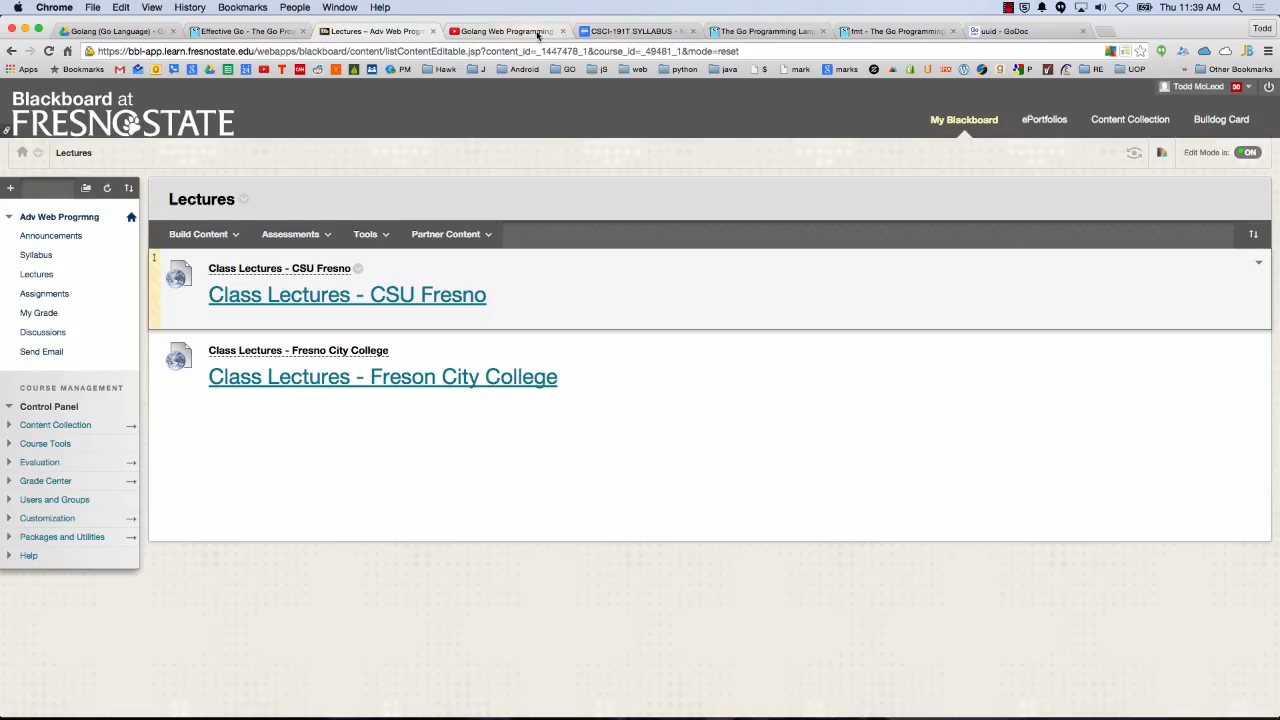 Chrome File Edit View History Bookmarks People Window Help Thu 11:39 AM
Golang (Go Language) - G Effective Go - The Go Prog Lectures – Adv Web Progrm Golang Web Programming CSCI-191T SYLLABUS - M The Go Programming Lang fmt - The Go Programming uuid - GoDoc Todd
https://bbi-app.learn.fresnostate.edu/webapps/blackboard/content/listContentEditable.jsp?content_id=_1447478_1&course_id=_49481_1&mode=reset
Apps Bookmarks PM Hawk J Android GO jS web python java $ mark marks RE UOP » Other Bookmarks
Todd McLeod
Blackboard at
FRESNO STATE
My Blackboard ePortfolios Content Collection Bulldog Card
Lectures Edit Mode is: ON
Adv Web Progrmng
Announcements
Syllabus
Lectures
Assignments
My Grade
Discussions
Send Email
COURSE MANAGEMENT
Control Panel
Content Collection
Course Tools
Evaluation
Grade Center
Users and Groups
Customization
Packages and Utilities
Help
Lectures
Build Content Assessments Tools Partner Content
Class Lectures - CSU Fresno
Class Lectures - CSU Fresno
Class Lectures - Fresno City College
Class Lectures - Freson City College